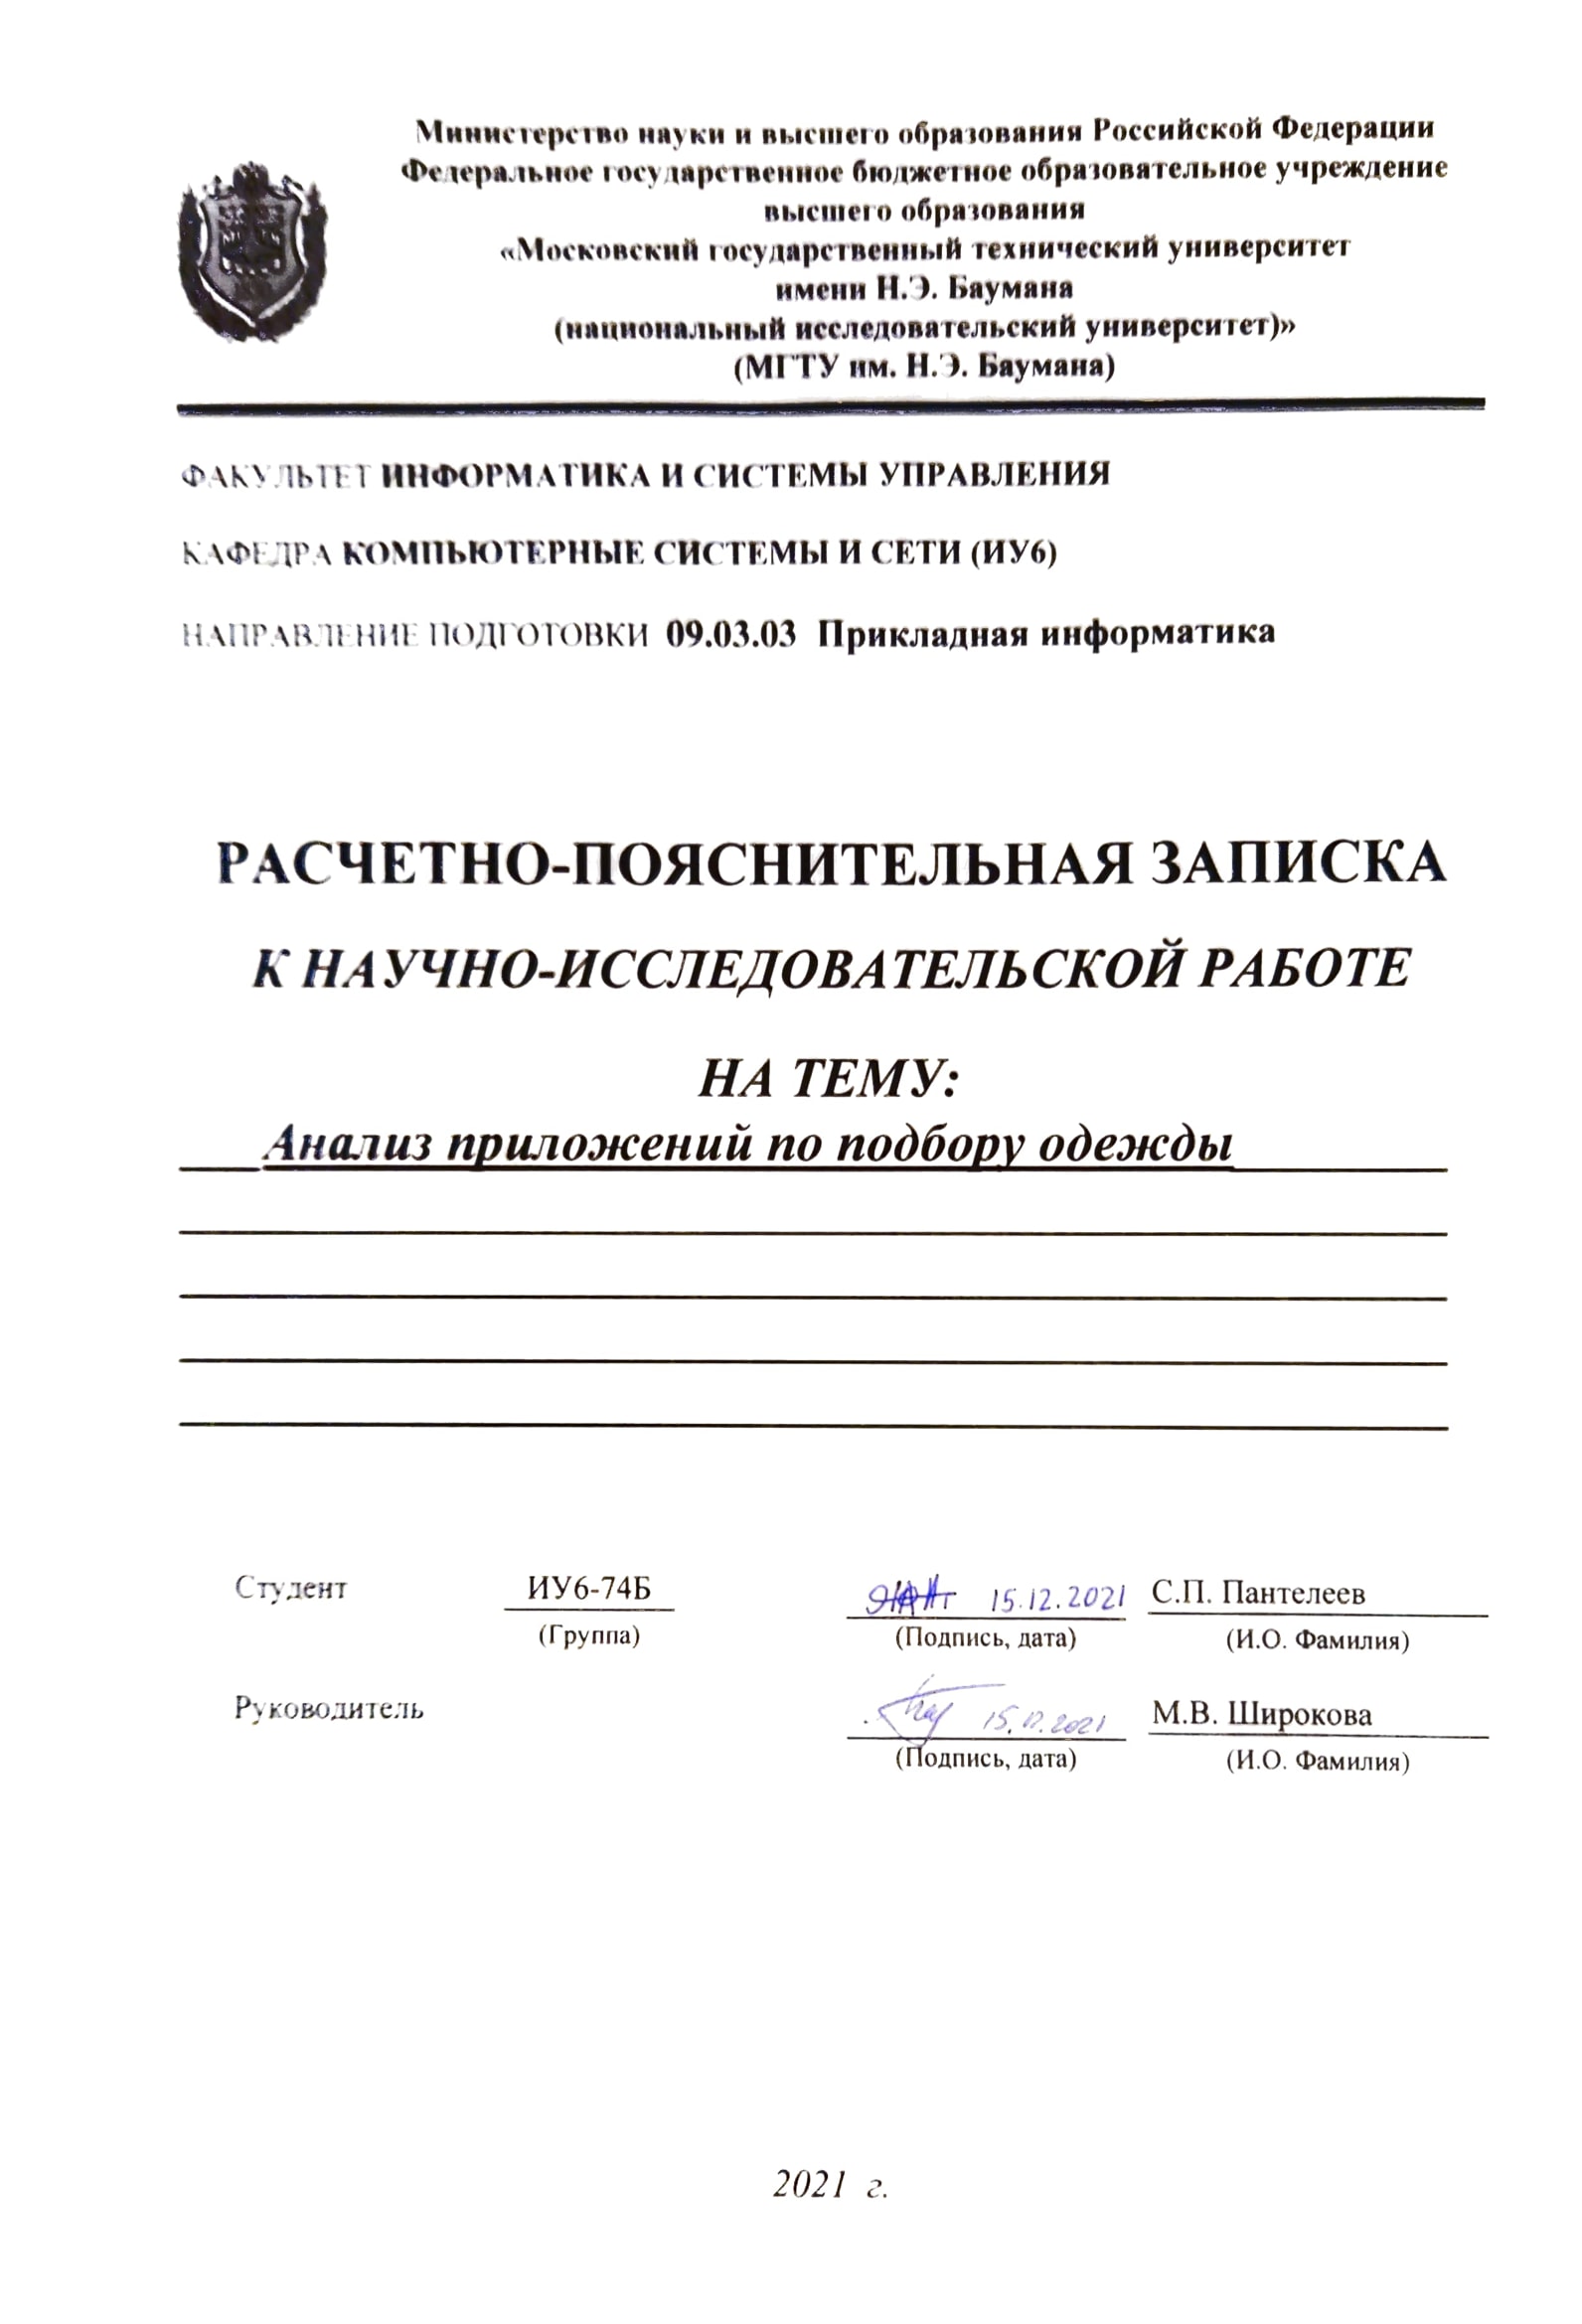 Министерство науки и высшего образования Российской Федерации
Федеральное государственное бюджетное образовательное учреждение
высшего образования
«Московский государственный технический университет
имени Н.Э. Баумана
(национальный исследовательский университет)»
(МГТУ им. Н.Э. Баумана)
ФАКУЛЬТЕТ ИНФОРМАТИКА И СИСТЕМЫ УПРАВЛЕНИЯ
КАФЕДРА КОМПЬЮТЕРНЫЕ СИСТЕМЫ И СЕТИ (ИУ6)
НАПРАВЛЕНИЕ ПОДГОТОВКИ 09.03.03 Прикладная информатика
РАСЧЕТНО-ПОЯСНИТЕЛЬНАЯ ЗАПИСКА
К НАУЧНО-ИССЛЕДОВАТЕЛЬСКОЙ РАБОТЕ
НА ТЕМУ:
Анализ приложений по подбору одежды
Студент ИУ6-74Б 15.12.2021 С.П. Пантелеев
(Группа) (Подпись, дата) (И.О. Фамилия)
Руководитель 15.12.2021 М.В. Широкова
(Подпись, дата) (И.О. Фамилия)
2021 г.